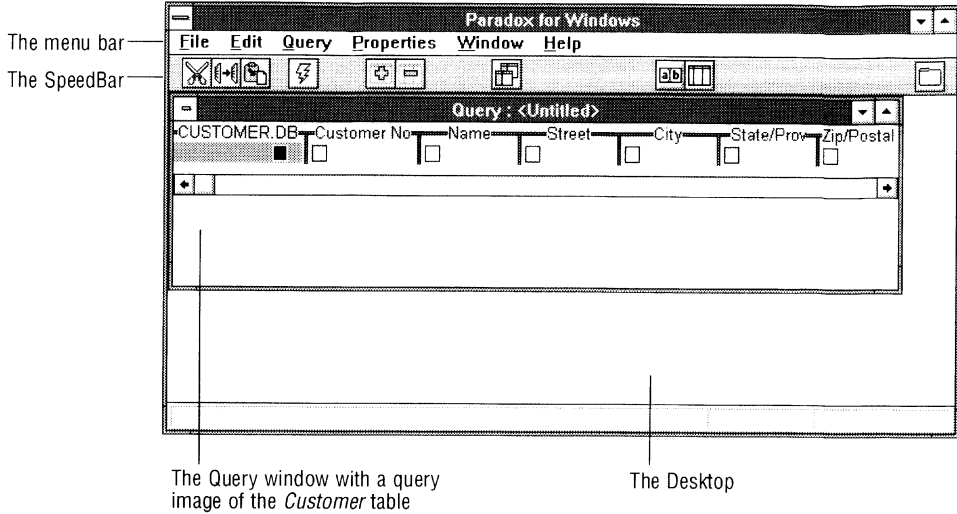 Paradox for Windows
The menu bar
File Edit Query Properties Window Help
The SpeedBar
a b
Query : <Untitled>
CUSTOMER.DB Customer No Name Street City State/Prov Zip/Postal
The Query window with a query
image of the Customer table
The Desktop